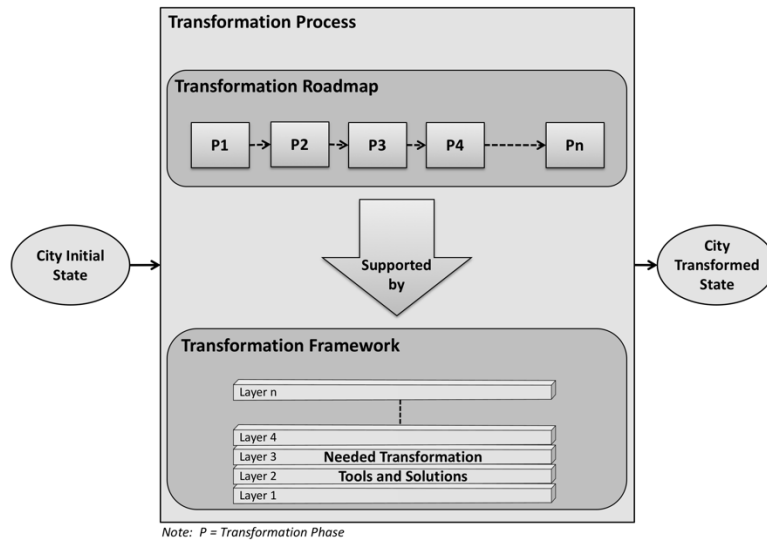 Transformation Process
Transformation Roadmap
P1
P2
P3
P4
Pn
City Initial
State
Supported
by
City
Transformed
State
Transformation Framework
Layer n
Layer 4
Layer 3
Needed Transformation
Layer 2
Tools and Solutions
Layer 1
Note: P = Transformation Phase